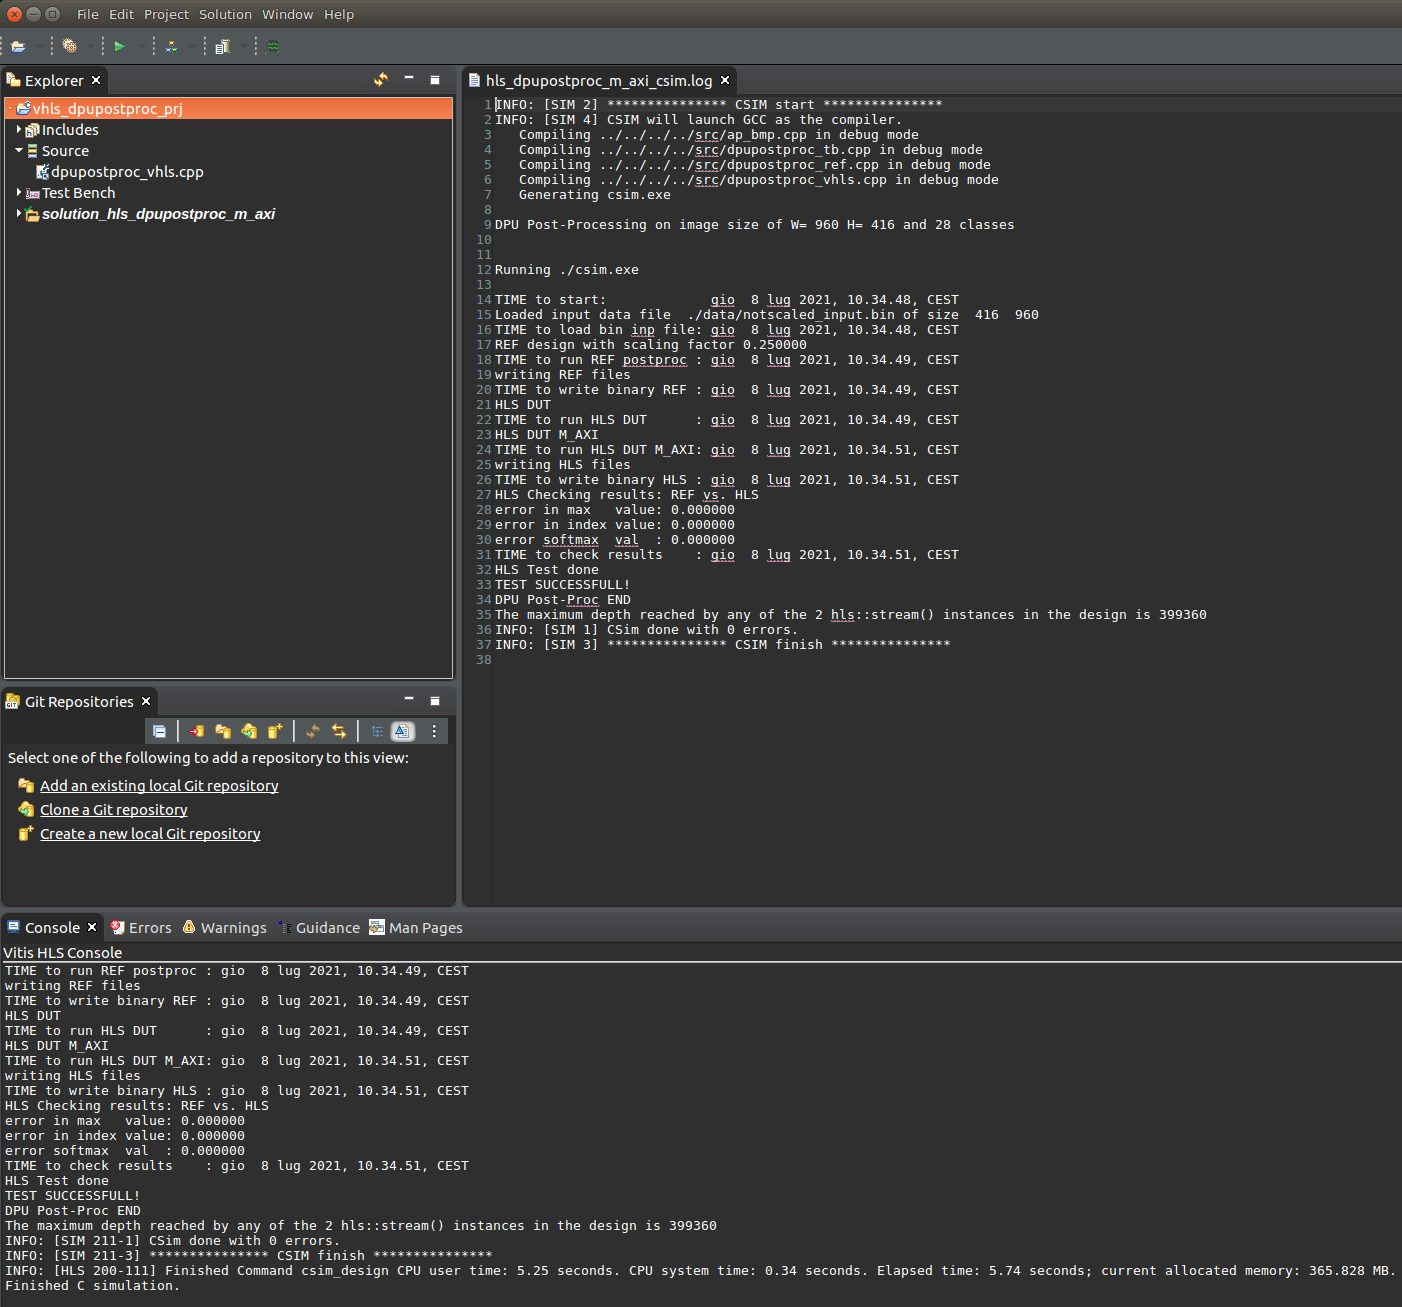 File Edit Project Solution Window Help
Explorer
vhls_dpupostproc_prj
Includes
Source
dpupostproc_vhls.cpp
Test Bench
solution_hls_dpupostproc_m_axi
Git Repositories
Select one of the following to add a repository to this view:
Add an existing local Git repository
Clone a Git repository
Create a new local Git repository
hls_dpupostproc_m_axi_csim.log
1 INFO: [SIM 2] *************** CSIM start ***************
2 INFO: [SIM 4] CSIM will launch GCC as the compiler.
3    Compiling ../../../../src/ap_bmp.cpp in debug mode
4    Compiling ../../../../src/dpupostproc_tb.cpp in debug mode
5    Compiling ../../../../src/dpupostproc_ref.cpp in debug mode
6    Compiling ../../../../src/dpupostproc_vhls.cpp in debug mode
7    Generating csim.exe
8
9 DPU Post-Processing on image size of W= 960 H= 416 and 28 classes
10
11
12 Running ./csim.exe
13
14 TIME to start:             gio  8 lug 2021, 10.34.48, CEST
15 Loaded input data file  ./data/notscaled_input.bin of size  416  960
16 TIME to load bin inp file: gio  8 lug 2021, 10.34.48, CEST
17 REF design with scaling factor 0.250000
18 TIME to run REF postproc : gio  8 lug 2021, 10.34.49, CEST
19 writing REF files
20 TIME to write binary REF : gio  8 lug 2021, 10.34.49, CEST
21 HLS DUT
22 TIME to run HLS DUT      : gio  8 lug 2021, 10.34.49, CEST
23 HLS DUT M_AXI
24 TIME to run HLS DUT M_AXI: gio  8 lug 2021, 10.34.51, CEST
25 writing HLS files
26 TIME to write binary HLS : gio  8 lug 2021, 10.34.51, CEST
27 HLS Checking results: REF vs. HLS
28 error in max   value: 0.000000
29 error in index value: 0.000000
30 error softmax  val  : 0.000000
31 TIME to check results    : gio  8 lug 2021, 10.34.51, CEST
32 HLS Test done
33 TEST SUCCESSFULL!
34 DPU Post-Proc END
35 The maximum depth reached by any of the 2 hls::stream() instances in the design is 399360
36 INFO: [SIM 1] CSim done with 0 errors.
37 INFO: [SIM 3] *************** CSIM finish ***************
38
Console Errors Warnings Guidance Man Pages
Vitis HLS Console
TIME to run REF postproc : gio  8 lug 2021, 10.34.49, CEST
writing REF files
TIME to write binary REF : gio  8 lug 2021, 10.34.49, CEST
HLS DUT
TIME to run HLS DUT      : gio  8 lug 2021, 10.34.49, CEST
HLS DUT M_AXI
TIME to run HLS DUT M_AXI: gio  8 lug 2021, 10.34.51, CEST
writing HLS files
TIME to write binary HLS : gio  8 lug 2021, 10.34.51, CEST
HLS Checking results: REF vs. HLS
error in max   value: 0.000000
error in index value: 0.000000
error softmax  val  : 0.000000
TIME to check results    : gio  8 lug 2021, 10.34.51, CEST
HLS Test done
TEST SUCCESSFULL!
DPU Post-Proc END
The maximum depth reached by any of the 2 hls::stream() instances in the design is 399360
INFO: [SIM 211-1] CSim done with 0 errors.
INFO: [SIM 211-3] *************** CSIM finish ***************
INFO: [HLS 200-111] Finished Command csim_design CPU user time: 5.25 seconds. CPU system time: 0.34 seconds. Elapsed time: 5.74 seconds; current allocated memory: 365.828 MB.
Finished C simulation.